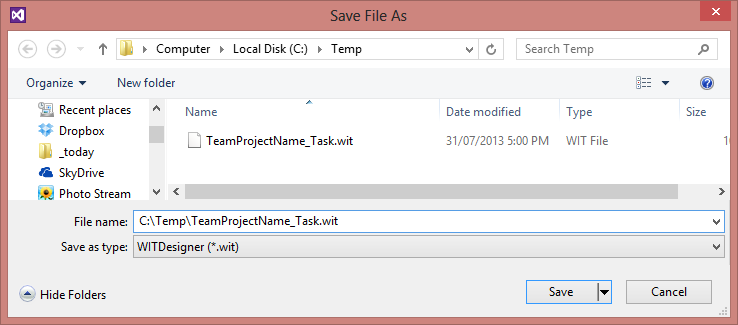 Save File As
Computer Local Disk (C:) Temp Search Temp
Organize New folder
Recent places
Dropbox
_today
SkyDrive
Photo Stream
Name Date modified Type Size
TeamProjectName_Task.wit 31/07/2013 5:00 PM WIT File
File name: C:\Temp\TeamProjectName_Task.wit
Save as type: WITDesigner (*.wit)
Hide Folders Save Cancel